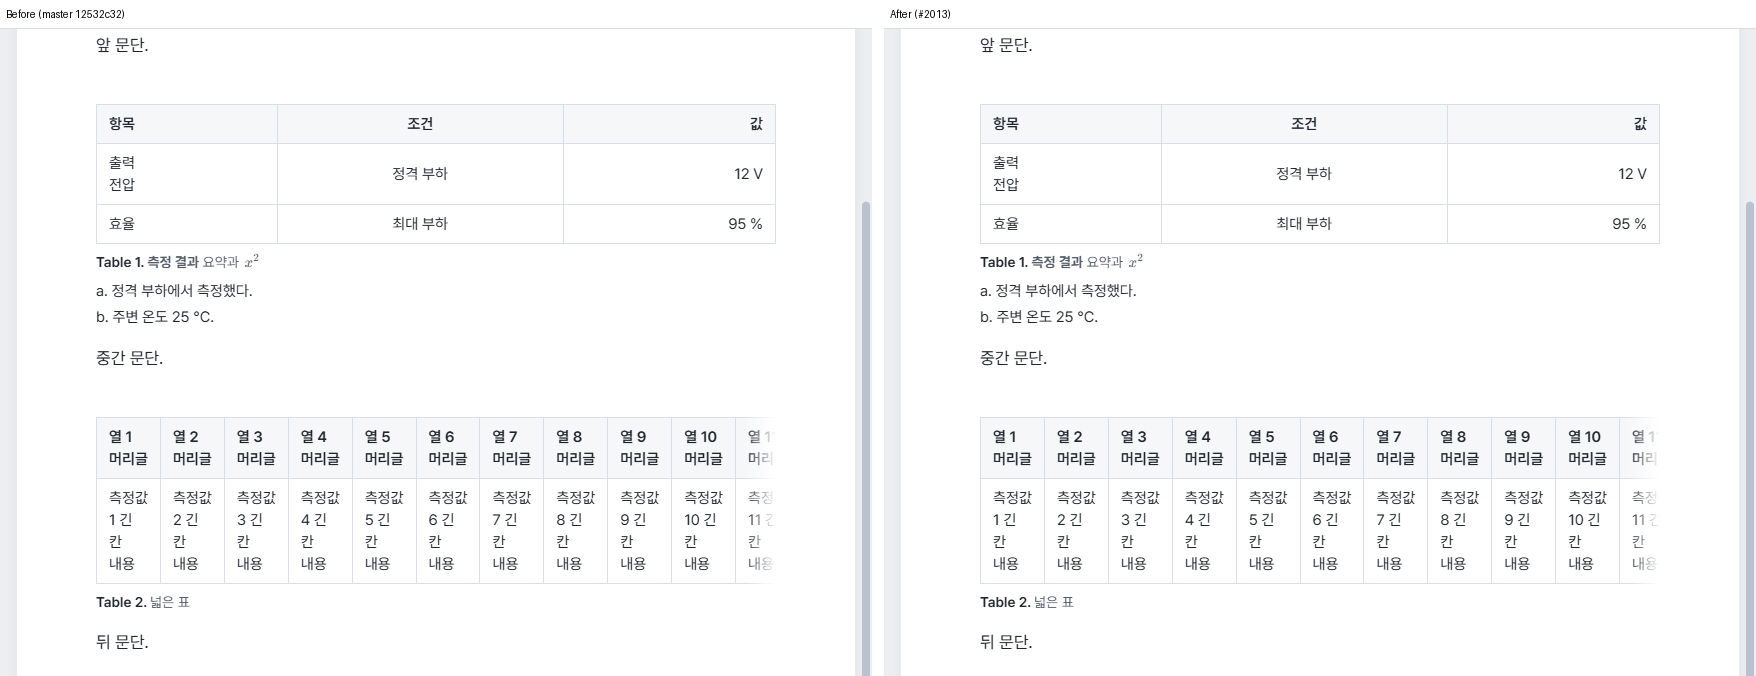 Before (master 12532c32)
앞 문단.
항목 조건 값
출력
전압 정격 부하 12 V
효율 최대 부하 95 %
Table 1. 측정 결과 요약과 x²
a. 정격 부하에서 측정했다.
b. 주변 온도 25 °C.
중간 문단.
열 1 열 2 열 3 열 4 열 5 열 6 열 7 열 8 열 9 열 10 열 11
머리글 머리글 머리글 머리글 머리글 머리글 머리글 머리글 머리글 머리글
측정값 측정값 측정값 측정값 측정값 측정값 측정값 측정값 측정값 측정값
1 긴 2 긴 3 긴 4 긴 5 긴 6 긴 7 긴 8 긴 9 긴 10 긴 11
칸 칸 칸 칸 칸 칸 칸 칸 칸 칸 칸
내용 내용 내용 내용 내용 내용 내용 내용 내용 내용 내용
Table 2. 넓은 표
뒤 문단.
After (#2013)
앞 문단.
항목 조건 값
출력
전압 정격 부하 12 V
효율 최대 부하 95 %
Table 1. 측정 결과 요약과 x²
a. 정격 부하에서 측정했다.
b. 주변 온도 25 °C.
중간 문단.
열 1 열 2 열 3 열 4 열 5 열 6 열 7 열 8 열 9 열 10 열 11
머리글 머리글 머리글 머리글 머리글 머리글 머리글 머리글 머리글 머리글
측정값 측정값 측정값 측정값 측정값 측정값 측정값 측정값 측정값 측정값
1 긴 2 긴 3 긴 4 긴 5 긴 6 긴 7 긴 8 긴 9 긴 10 긴 11
칸 칸 칸 칸 칸 칸 칸 칸 칸 칸 칸
내용 내용 내용 내용 내용 내용 내용 내용 내용 내용 내용
Table 2. 넓은 표
뒤 문단.